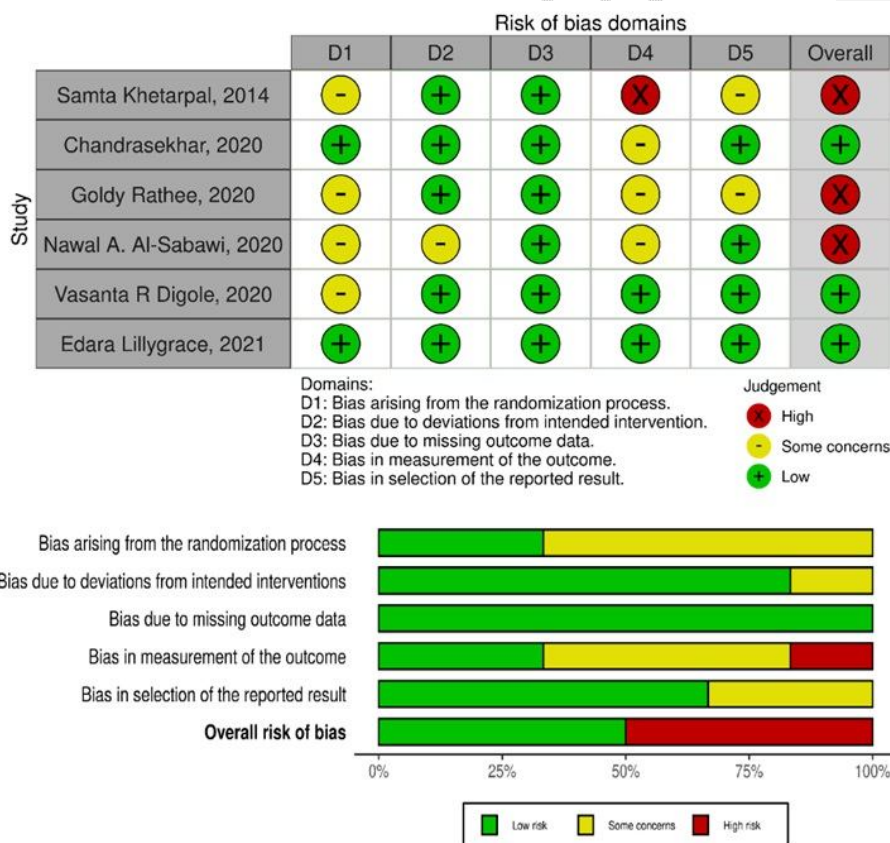 Risk of bias domains
D1 D2 D3 D4 D5 Overall
Study
Samta Khetarpal, 2014 - + + X - X
Chandrasekhar, 2020 + + + - + +
Goldy Rathee, 2020 - + + - - X
Nawal A. Al-Sabawi, 2020 - - + - + X
Vasanta R Digole, 2020 - + + + + +
Edara Lillygrace, 2021 + + + + + +
Domains:
D1: Bias arising from the randomization process.
D2: Bias due to deviations from intended intervention.
D3: Bias due to missing outcome data.
D4: Bias in measurement of the outcome.
D5: Bias in selection of the reported result.
Judgement
X High
- Some concerns
+ Low
Bias arising from the randomization process
Bias due to deviations from intended interventions
Bias due to missing outcome data
Bias in measurement of the outcome
Bias in selection of the reported result
Overall risk of bias
0% 25% 50% 75% 100%
Low risk Some concerns High risk